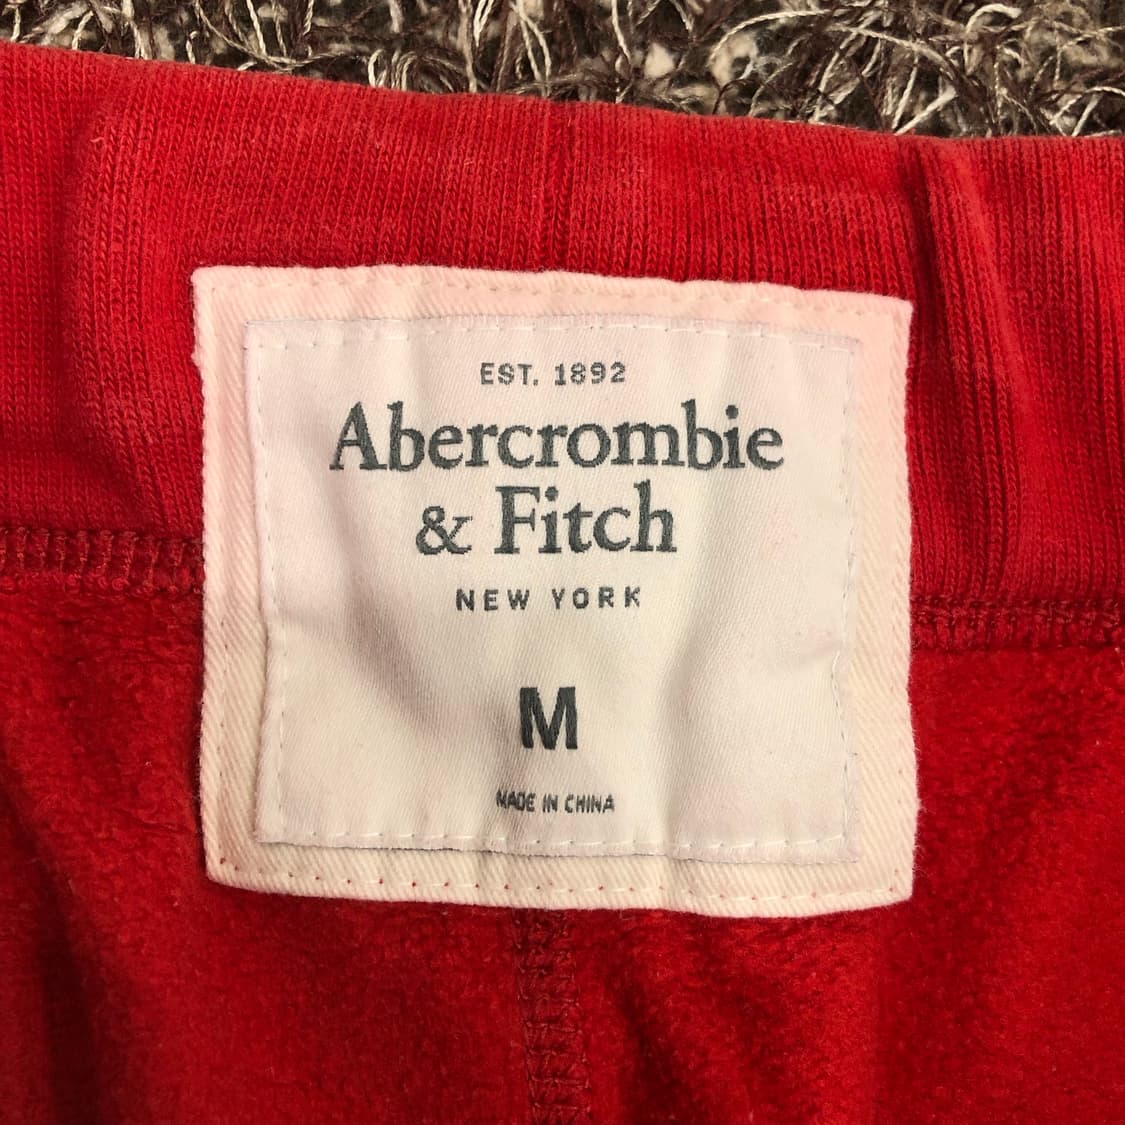 EST. 1892
Abercrombie
& Fitch
NEW YORK
M
MADE IN CHINA